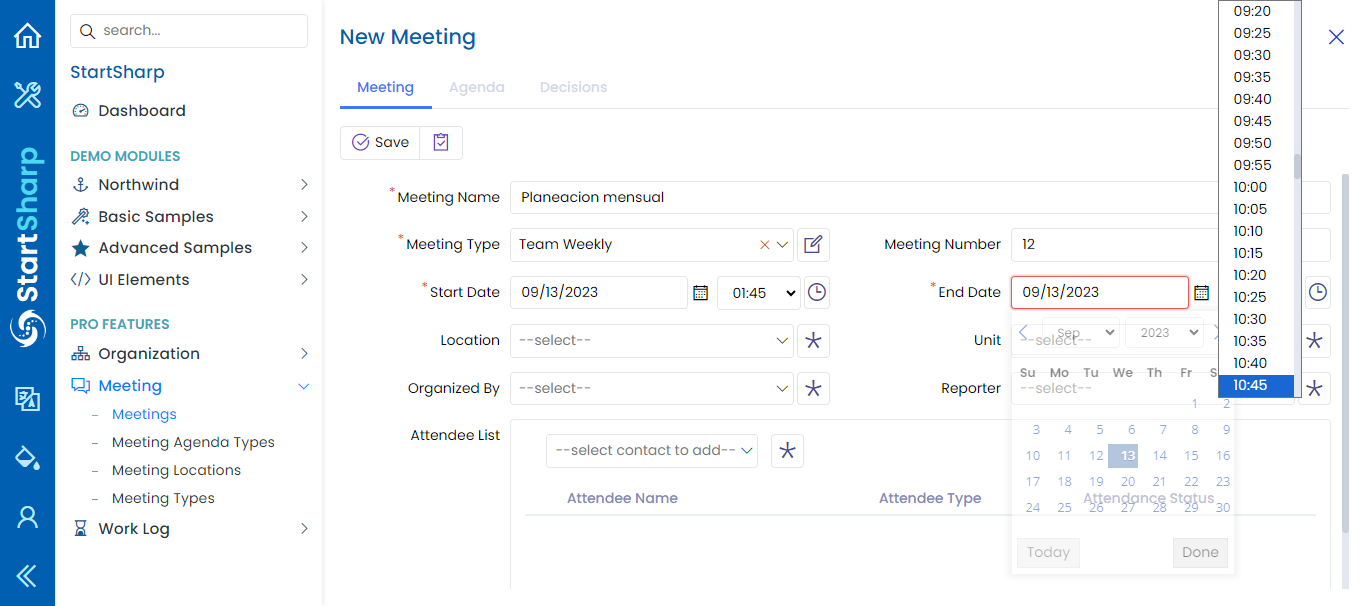 search...
StartSharp
Dashboard
DEMO MODULES
Northwind
Basic Samples
Advanced Samples
UI Elements
PRO FEATURES
Organization
Meeting
Meetings
Meeting Agenda Types
Meeting Locations
Meeting Types
Work Log
StartSharp
New Meeting
Meeting Agenda Decisions
Save
* Meeting Name Planeacion mensual
* Meeting Type Team Weekly Meeting Number 12
* Start Date 09/13/2023 01:45 * End Date 09/13/2023
Location --select-- Unit --select--
Organized By --select-- Reporter --select--
Attendee List
--select contact to add--
Attendee Name Attendee Type Attendance Status
Sep 2023
Su Mo Tu We Th Fr S
1 2
3 4 5 6 7 8 9
10 11 12 13 14 15 16
17 18 19 20 21 22 23
24 25 26 27 28 29 30
Today Done
09:20
09:25
09:30
09:35
09:40
09:45
09:50
09:55
10:00
10:05
10:10
10:15
10:20
10:25
10:30
10:35
10:40
10:45